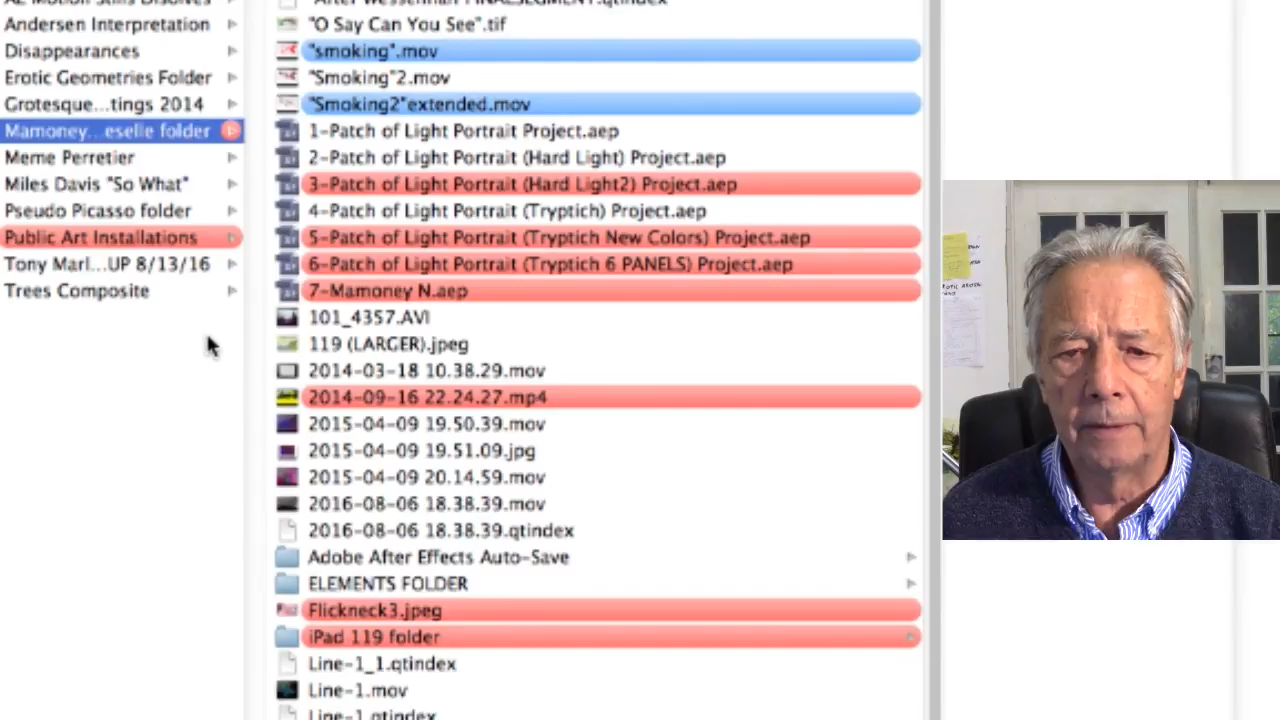 Andersen Interpretation
Disappearances
Erotic Geometries Folder
Grotesque...tings 2014
Mamoney...eselle folder
Meme Perretier
Miles Davis "So What"
Pseudo Picasso folder
Public Art Installations
Tony Marl...UP 8/13/16
Trees Composite
"O Say Can You See".tif
"smoking".mov
"Smoking"2.mov
"Smoking2"extended.mov
1-Patch of Light Portrait Project.aep
2-Patch of Light Portrait (Hard Light) Project.aep
3-Patch of Light Portrait (Hard Light2) Project.aep
4-Patch of Light Portrait (Tryptich) Project.aep
5-Patch of Light Portrait (Tryptich New Colors) Project.aep
6-Patch of Light Portrait (Tryptich 6 PANELS) Project.aep
7-Mamoney N.aep
101_4357.AVI
119 (LARGER).jpeg
2014-03-18 10.38.29.mov
2014-09-16 22.24.27.mp4
2015-04-09 19.50.39.mov
2015-04-09 19.51.09.jpg
2015-04-09 20.14.59.mov
2016-08-06 18.38.39.mov
2016-08-06 18.38.39.qtindex
Adobe After Effects Auto-Save
ELEMENTS FOLDER
Flickneck3.jpeg
iPad 119 folder
Line-1_1.qtindex
Line-1.mov
Line-1.qtindex